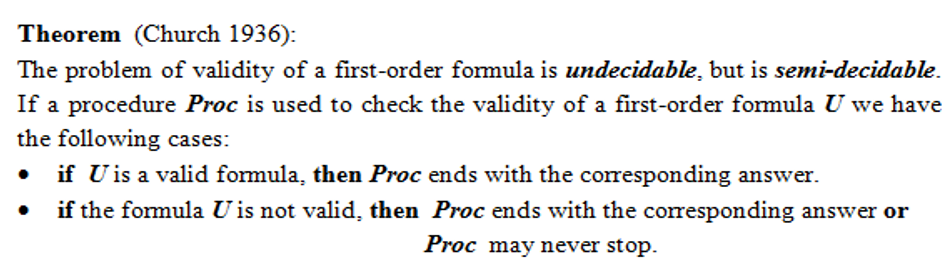 Theorem (Church 1936):
The problem of validity of a first-order formula is undecidable, but is semi-decidable.
If a procedure Proc is used to check the validity of a first-order formula U we have
the following cases:
• if U is a valid formula, then Proc ends with the corresponding answer.
• if the formula U is not valid, then Proc ends with the corresponding answer or
Proc may never stop.